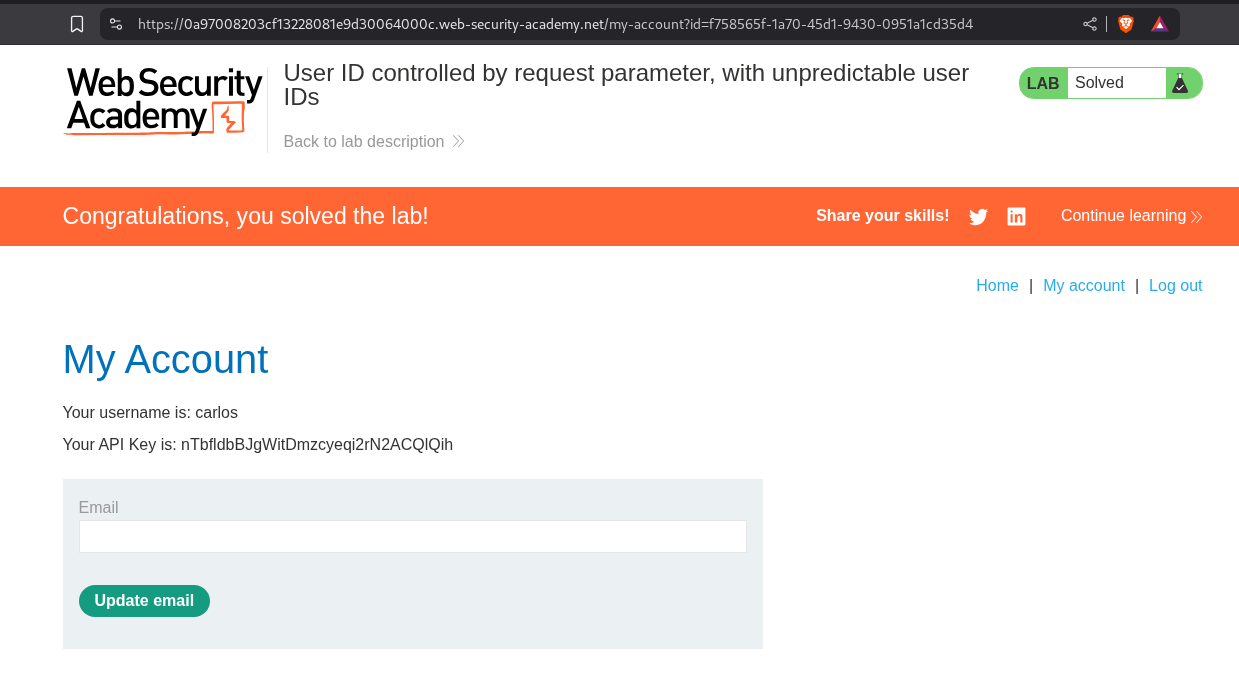 https://0a97008203cf13228081e9d30064000c.web-security-academy.net/my-account?id=f758565f-1a70-45d1-9430-0951a1cd35d4
Web Security
Academy
User ID controlled by request parameter, with unpredictable user
IDs
Back to lab description
LAB Solved
Congratulations, you solved the lab!
Share your skills!
Continue learning
Home | My account | Log out
My Account
Your username is: carlos
Your API Key is: nTbfldbBJgWitDmzcyeqi2rN2ACQlQih
Email
Update email